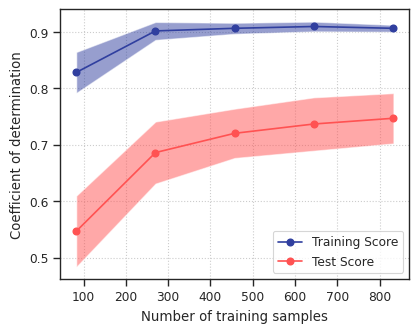 Coefficient of determination
0.9
0.8
0.7
0.6
0.5
Training Score
Test Score
100 200 300 400 500 600 700 800
Number of training samples